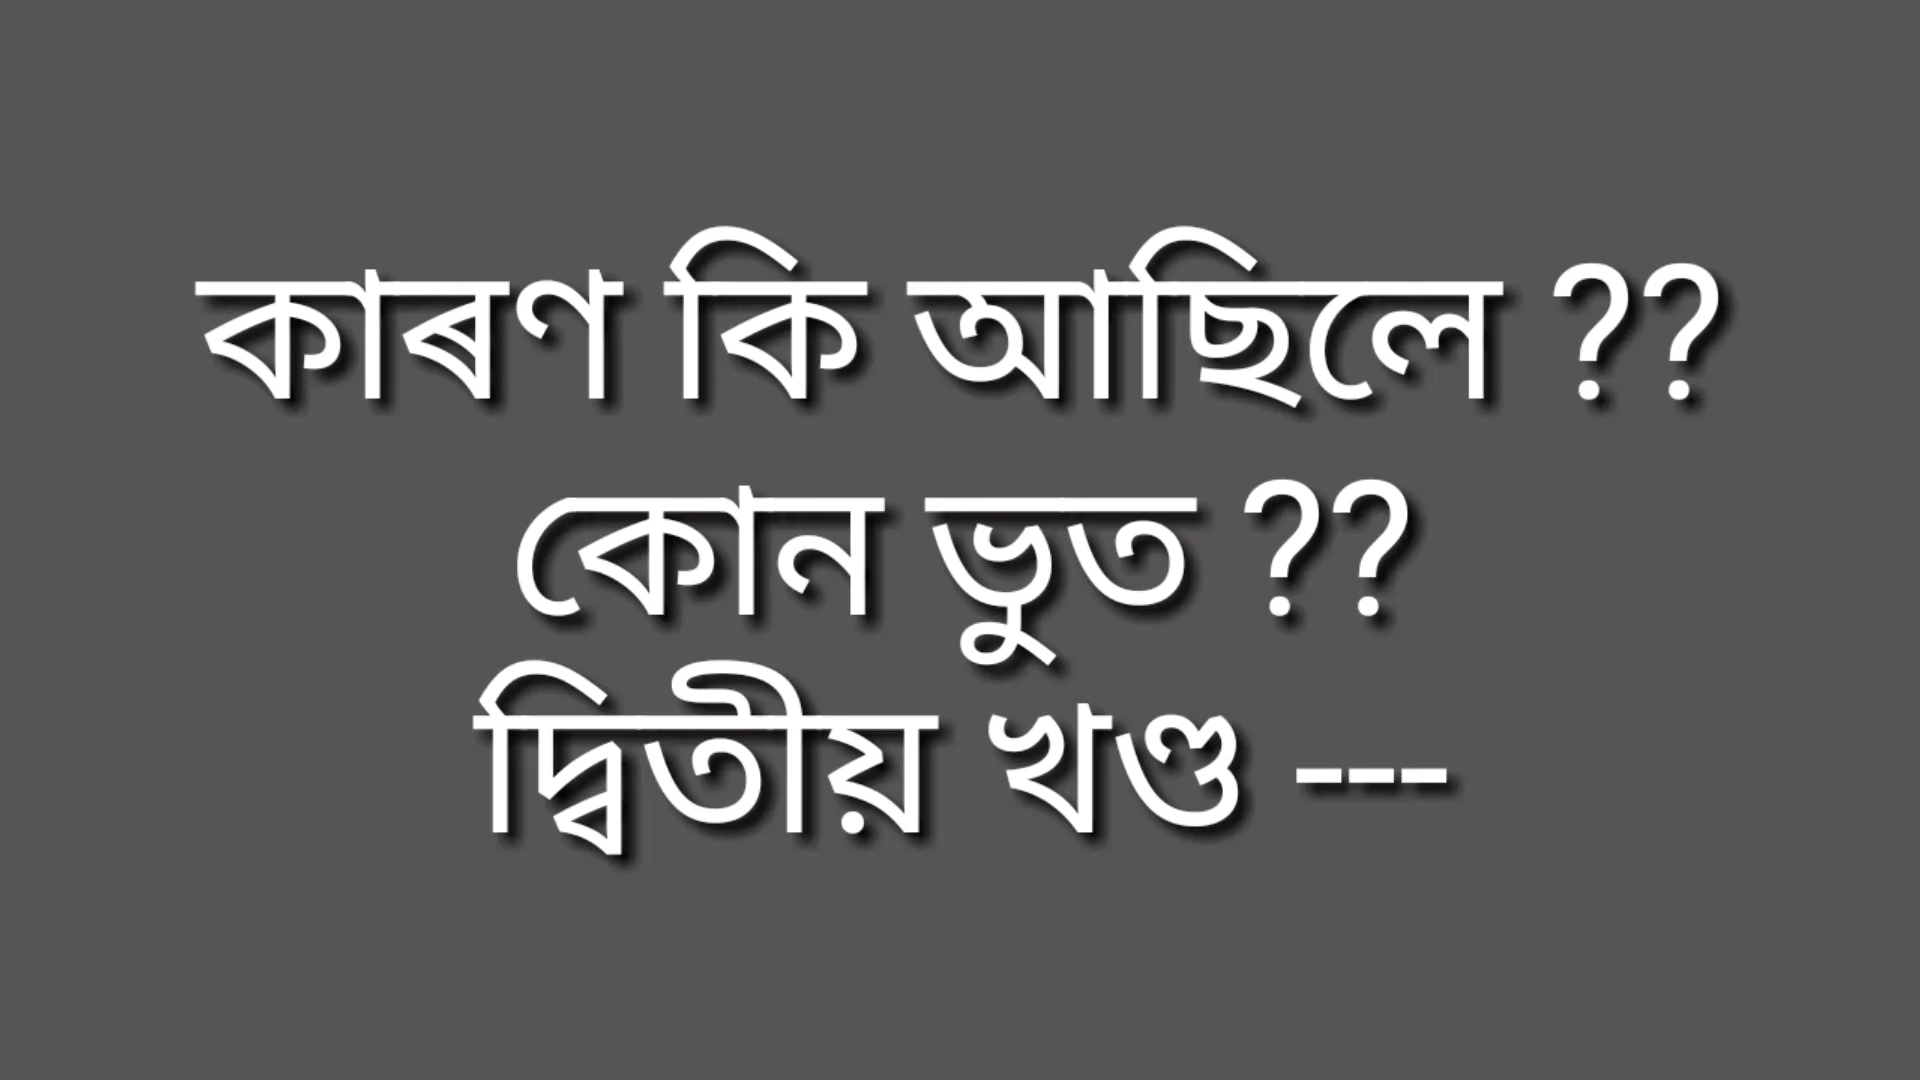 কাৰণ কি আছিলে ??
কোন ভুত ??
দ্বিতীয় খণ্ড ---